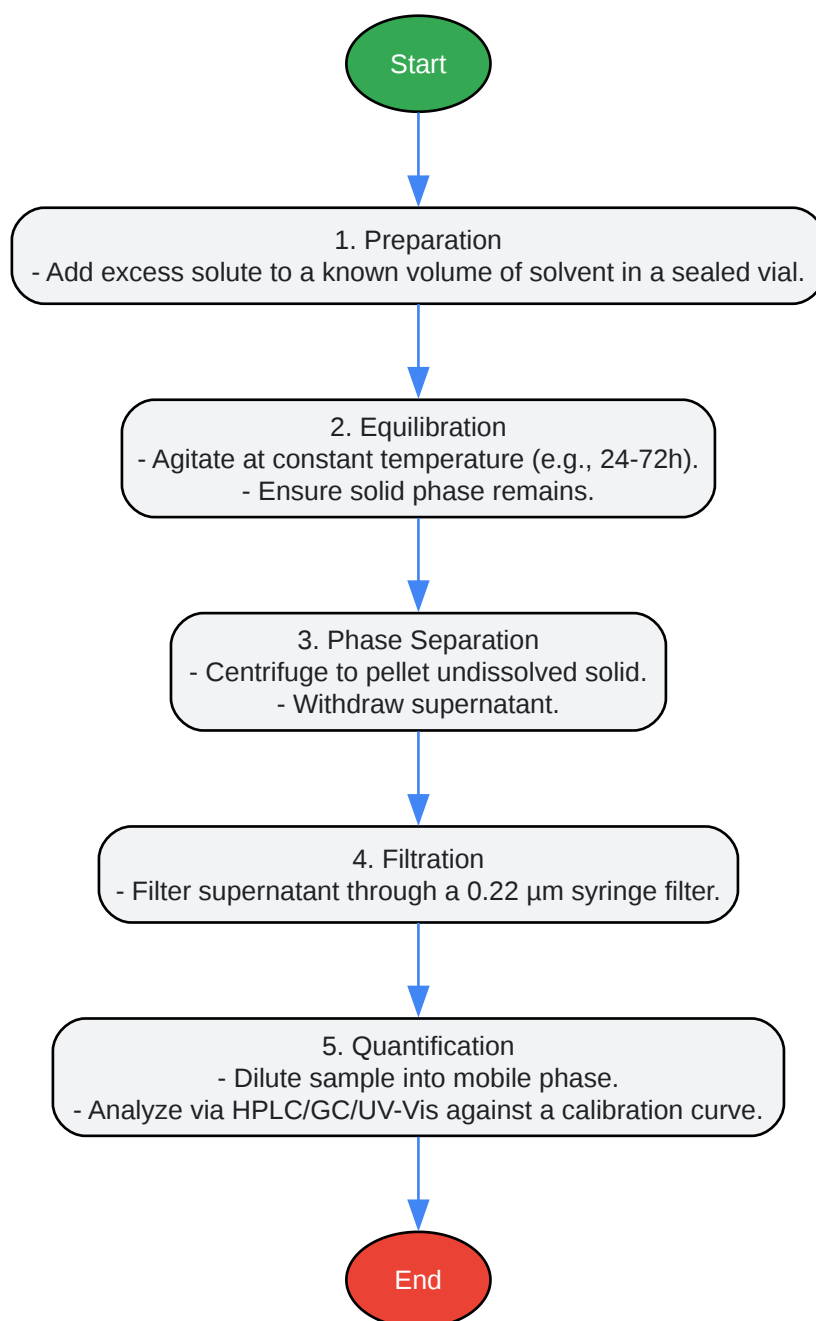 Start
1. Preparation
- Add excess solute to a known volume of solvent in a sealed vial.
2. Equilibration
- Agitate at constant temperature (e.g., 24-72h).
- Ensure solid phase remains.
3. Phase Separation
- Centrifuge to pellet undissolved solid.
- Withdraw supernatant.
4. Filtration
- Filter supernatant through a 0.22 µm syringe filter.
5. Quantification
- Dilute sample into mobile phase.
- Analyze via HPLC/GC/UV-Vis against a calibration curve.
End